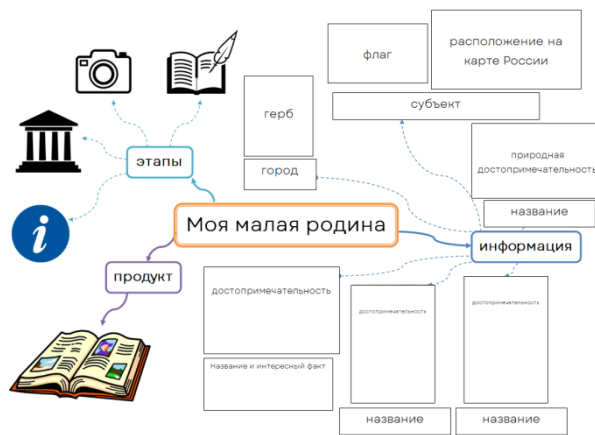 флаг
расположение на
карте России
субъект
герб
город
природная
достопримечательность
название
этапы
Моя малая родина
информация
продукт
достопримечательность
Название и интересный факт
достопримечательность
название
достопримечательность
название